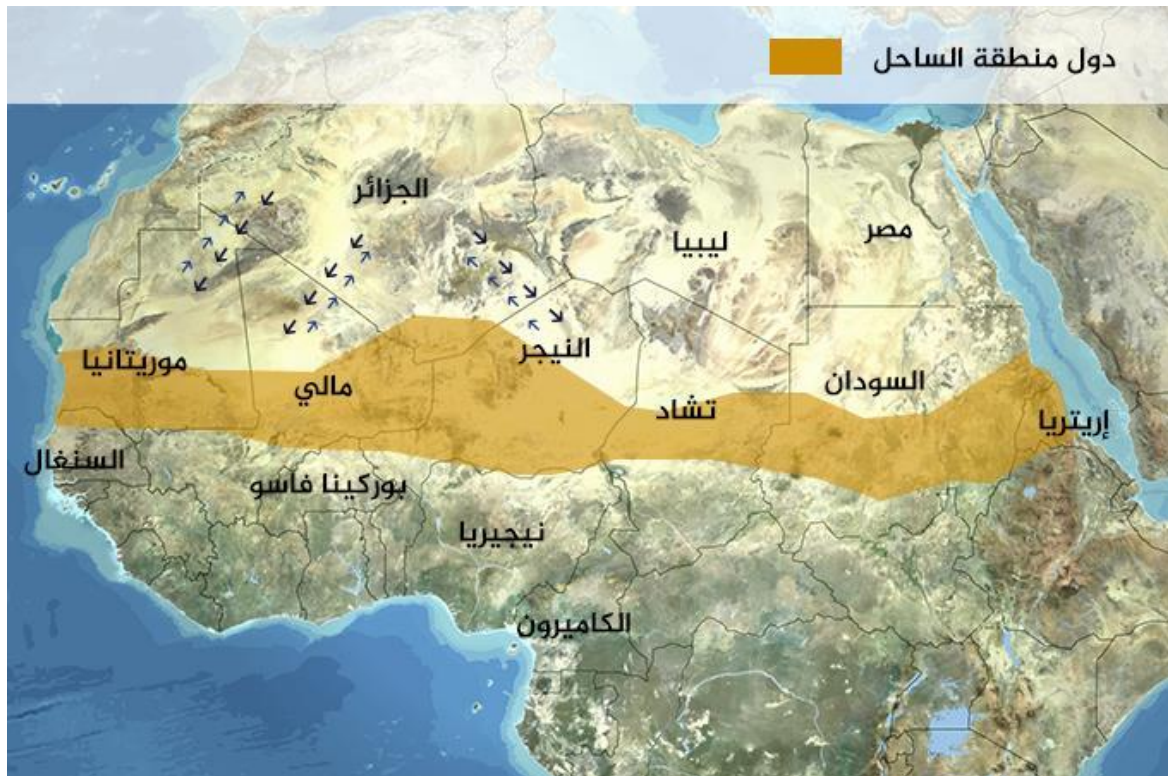 دول منطقة الساحل
الجزائر
ليبيا
مصر
موريتانيا
مالي
النيجر
تشاد
السودان
إريتريا
السنغال
بوركينا فاسو
نيجيريا
الكاميرون